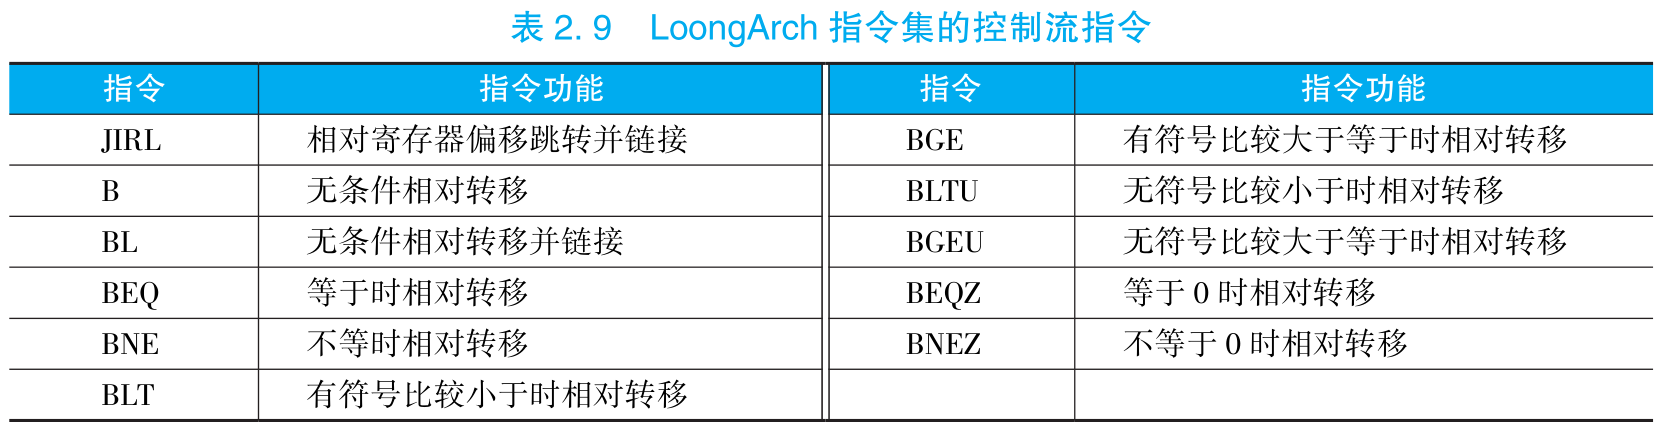 表 2.9 LoongArch 指令集的控制流指令
指令 指令功能 指令 指令功能
JIRL 相对寄存器偏移跳转并链接 BGE 有符号比较大于等于时相对转移
B 无条件相对转移 BLTU 无符号比较小于时相对转移
BL 无条件相对转移并链接 BGEU 无符号比较大于等于时相对转移
BEQ 等于时相对转移 BEQZ 等于 0 时相对转移
BNE 不等时相对转移 BNEZ 不等于 0 时相对转移
BLT 有符号比较小于时相对转移